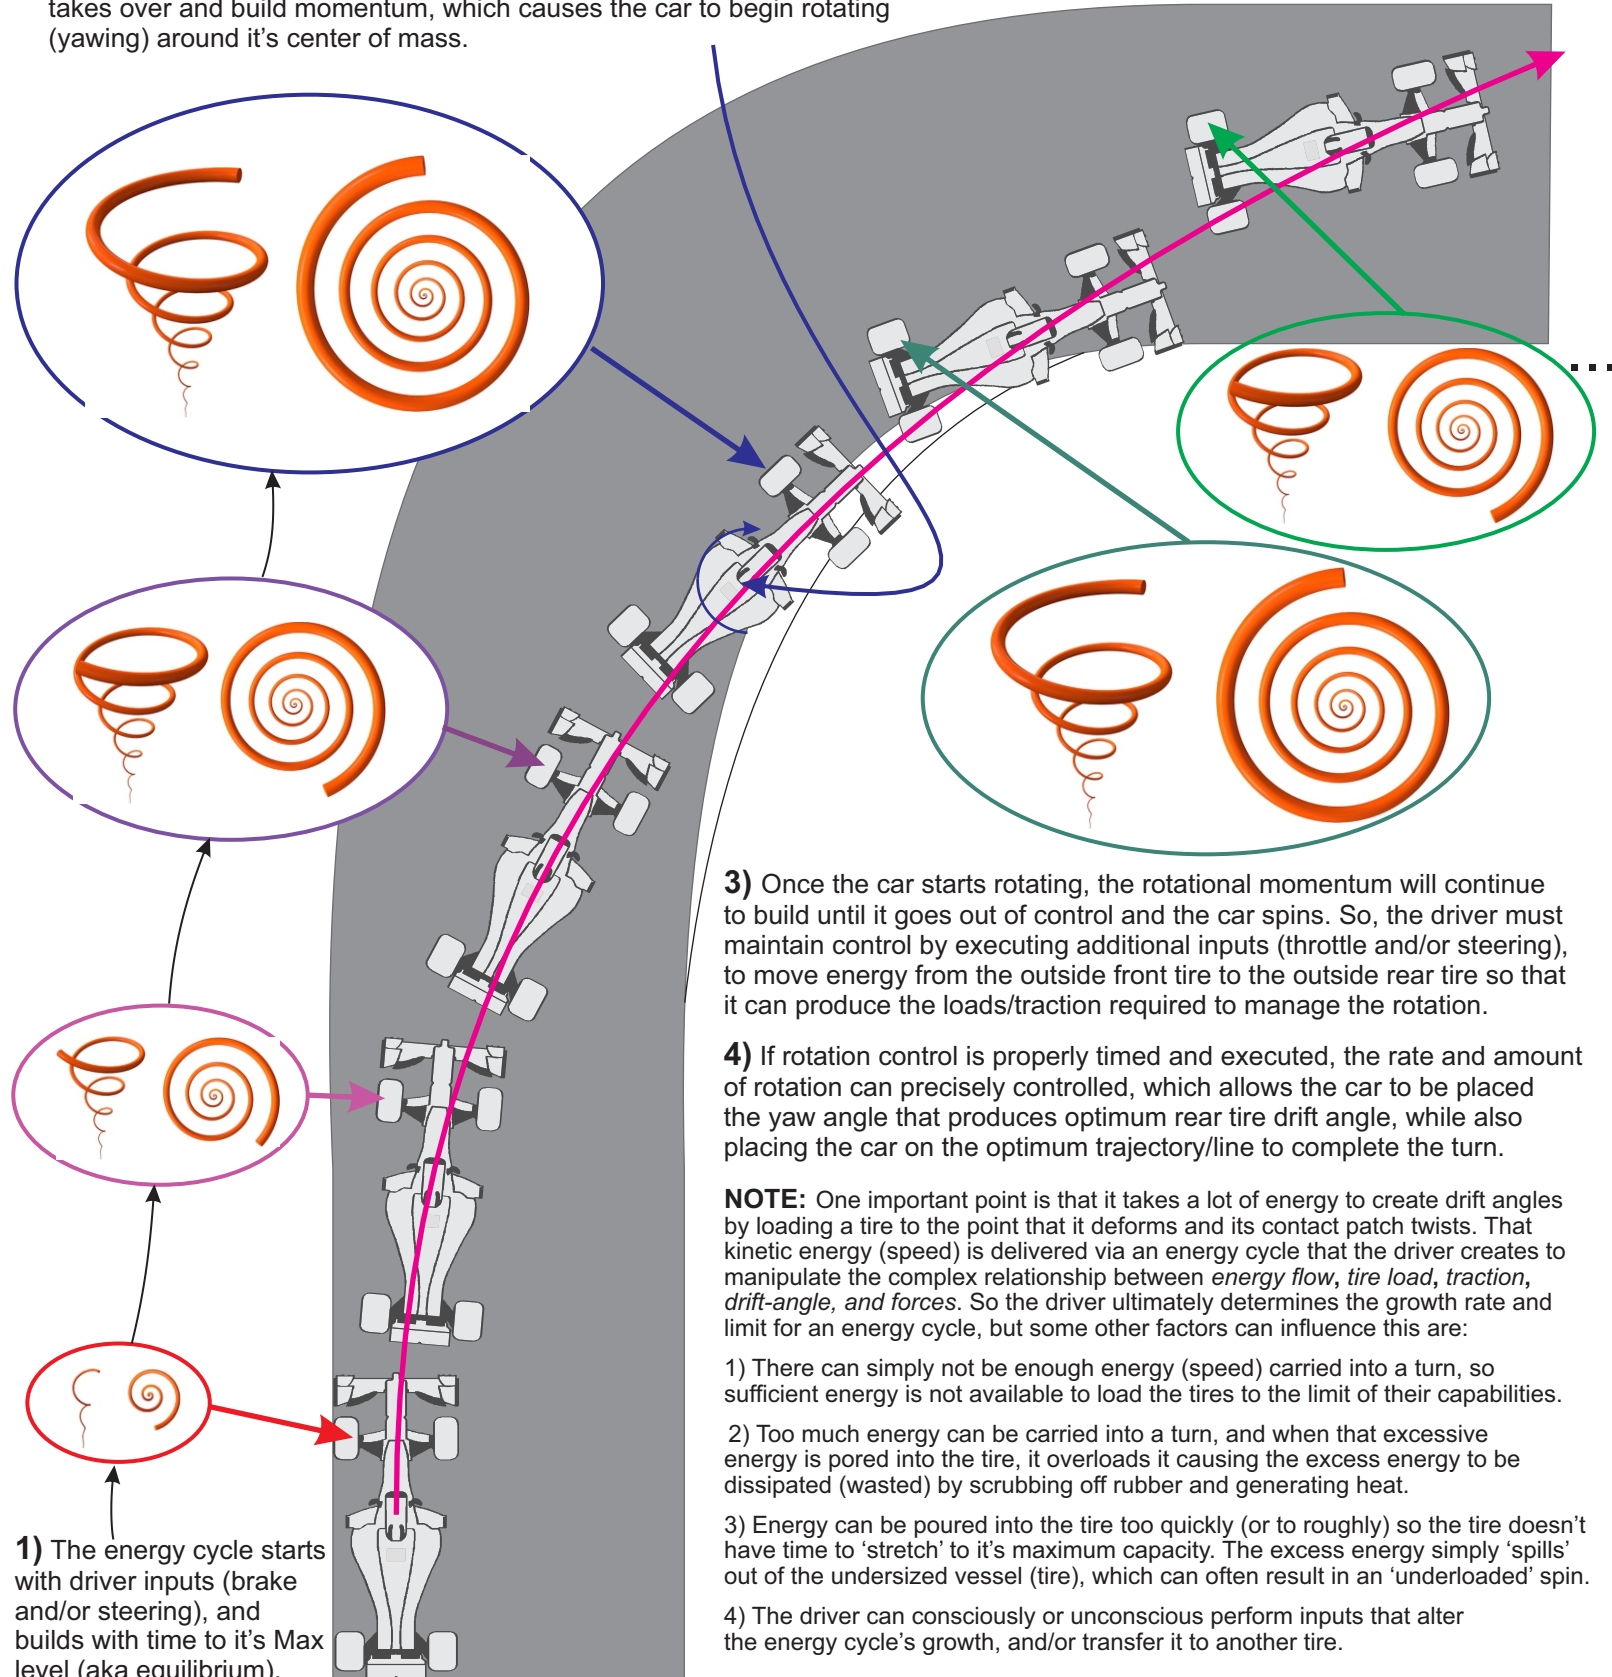 takes over and build momentum, which causes the car to begin rotating
(yawing) around it's center of mass.
3) Once the car starts rotating, the rotational momentum will continue
to build until it goes out of control and the car spins. So, the driver must
maintain control by executing additional inputs (throttle and/or steering),
to move energy from the outside front tire to the outside rear tire so that
it can produce the loads/traction required to manage the rotation.
4) If rotation control is properly timed and executed, the rate and amount
of rotation can precisely controlled, which allows the car to be placed
the yaw angle that produces optimum rear tire drift angle, while also
placing the car on the optimum trajectory/line to complete the turn.
NOTE: One important point is that it takes a lot of energy to create drift angles
by loading a tire to the point that it deforms and its contact patch twists. That
kinetic energy (speed) is delivered via an energy cycle that the driver creates to
manipulate the complex relationship between energy flow, tire load, traction,
drift-angle, and forces. So the driver ultimately determines the growth rate and
limit for an energy cycle, but some other factors can influence this are:
1) There can simply not be enough energy (speed) carried into a turn, so
sufficient energy is not available to load the tires to the limit of their capabilities.
2) Too much energy can be carried into a turn, and when that excessive
energy is pored into the tire, it overloads it causing the excess energy to be
dissipated (wasted) by scrubbing off rubber and generating heat.
3) Energy can be poured into the tire too quickly (or to roughly) so the tire doesn't
have time to 'stretch' to it's maximum capacity. The excess energy simply 'spills'
out of the undersized vessel (tire), which can often result in an 'underloaded' spin.
4) The driver can consciously or unconscious perform inputs that alter
the energy cycle's growth, and/or transfer it to another tire.
1) The energy cycle starts
with driver inputs (brake
and/or steering), and
builds with time to it's Max
level (aka equilibrium).